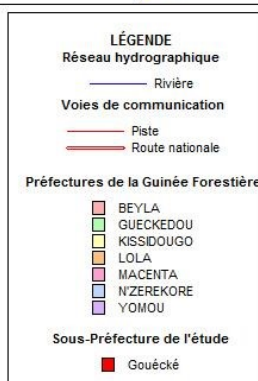 LÉGENDE
Réseau hydrographique
Rivière
Voies de communication
Piste
Route nationale
Préfectures de la Guinée Forestière
BEYLA
GUECKEDOU
KISSIDOUGO
LOLA
MACENTA
N'ZEREKORE
YOMOU
Sous-Préfecture de l'étude
Gouécké